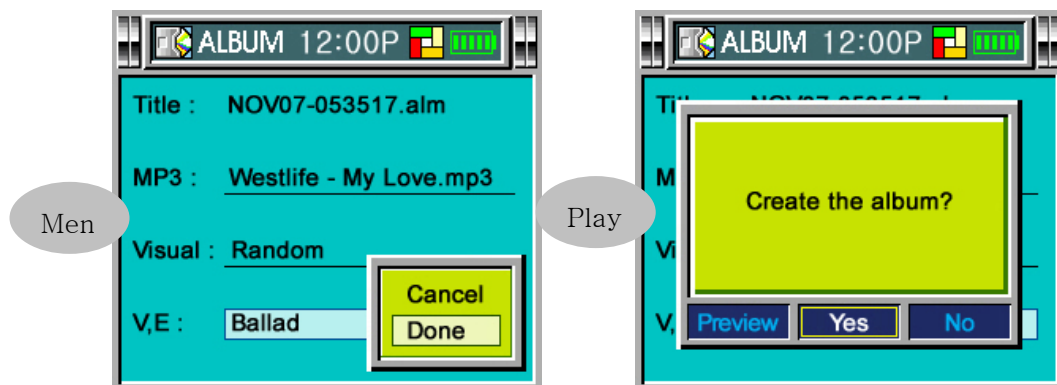 ALBUM 12:00P
Title : NOV07-053517.alm
MP3 : Westlife - My Love.mp3
Men
Visual : Random
Cancel
V,E : Ballad
Done
ALBUM 12:00P
Create the album?
Play
Preview Yes No